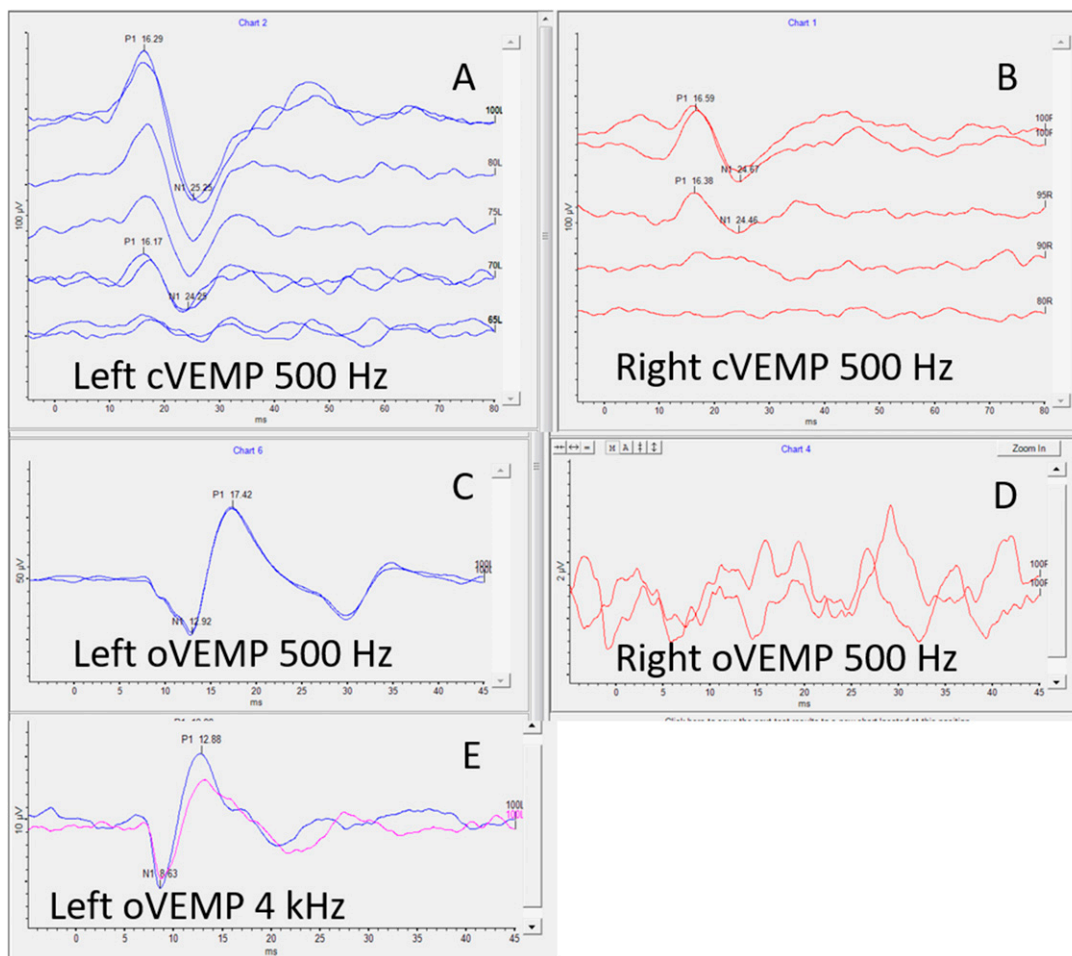 Chart 2
P1 16.29
A
100L
N1 25.25
80L
100 µV
75L
P1 16.17
70L
N1 24.25
65L
Left cVEMP 500 Hz
0 10 20 30 40 50 60 70 80
ms
Chart 1
B
P1 16.59
100R
100R
N1 24.67
P1 16.38
95R
100 µV
N1 24.46
90R
80R
Right cVEMP 500 Hz
0 10 20 30 40 50 60 70 80
ms
Chart 6
C
P1 17.42
50 µV
100L
N1 12.92
Left oVEMP 500 Hz
0 5 10 15 20 25 30 35 40 45
ms
Chart 4
Zoom In
D
2 µV
100R
100R
Right oVEMP 500 Hz
0 5 10 15 20 25 30 35 40 45
ms
Click here to save the next test results to a new chart located at this position
P1 12.88
E
10 µV
100L
100L
N1 8.63
Left oVEMP 4 kHz
0 5 10 15 20 25 30 35 40 45
ms